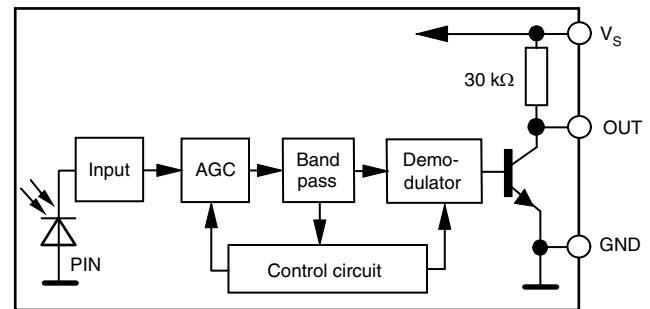 V_S
30 kΩ
OUT
Input
AGC
Band
pass
Demo-
dulator
GND
PIN
Control circuit